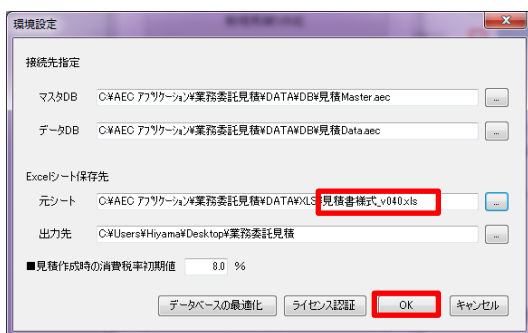 環境設定
接続先指定
マスタDB C:¥AEC アプリケーション¥業務委託見積¥DATA¥DB¥見積Master.aec ...
データDB C:¥AEC アプリケーション¥業務委託見積¥DATA¥DB¥見積Data.aec ...
Excelシート保存先
元シート C:¥AEC アプリケーション¥業務委託見積¥DATA¥XLS¥見積書様式_v040.xls ...
出力先 C:¥Users¥Hiyama¥Desktop¥業務委託見積 ...
■見積作成時の消費税率初期値 8.0 %
データベースの最適化 ライセンス認証 OK キャンセル